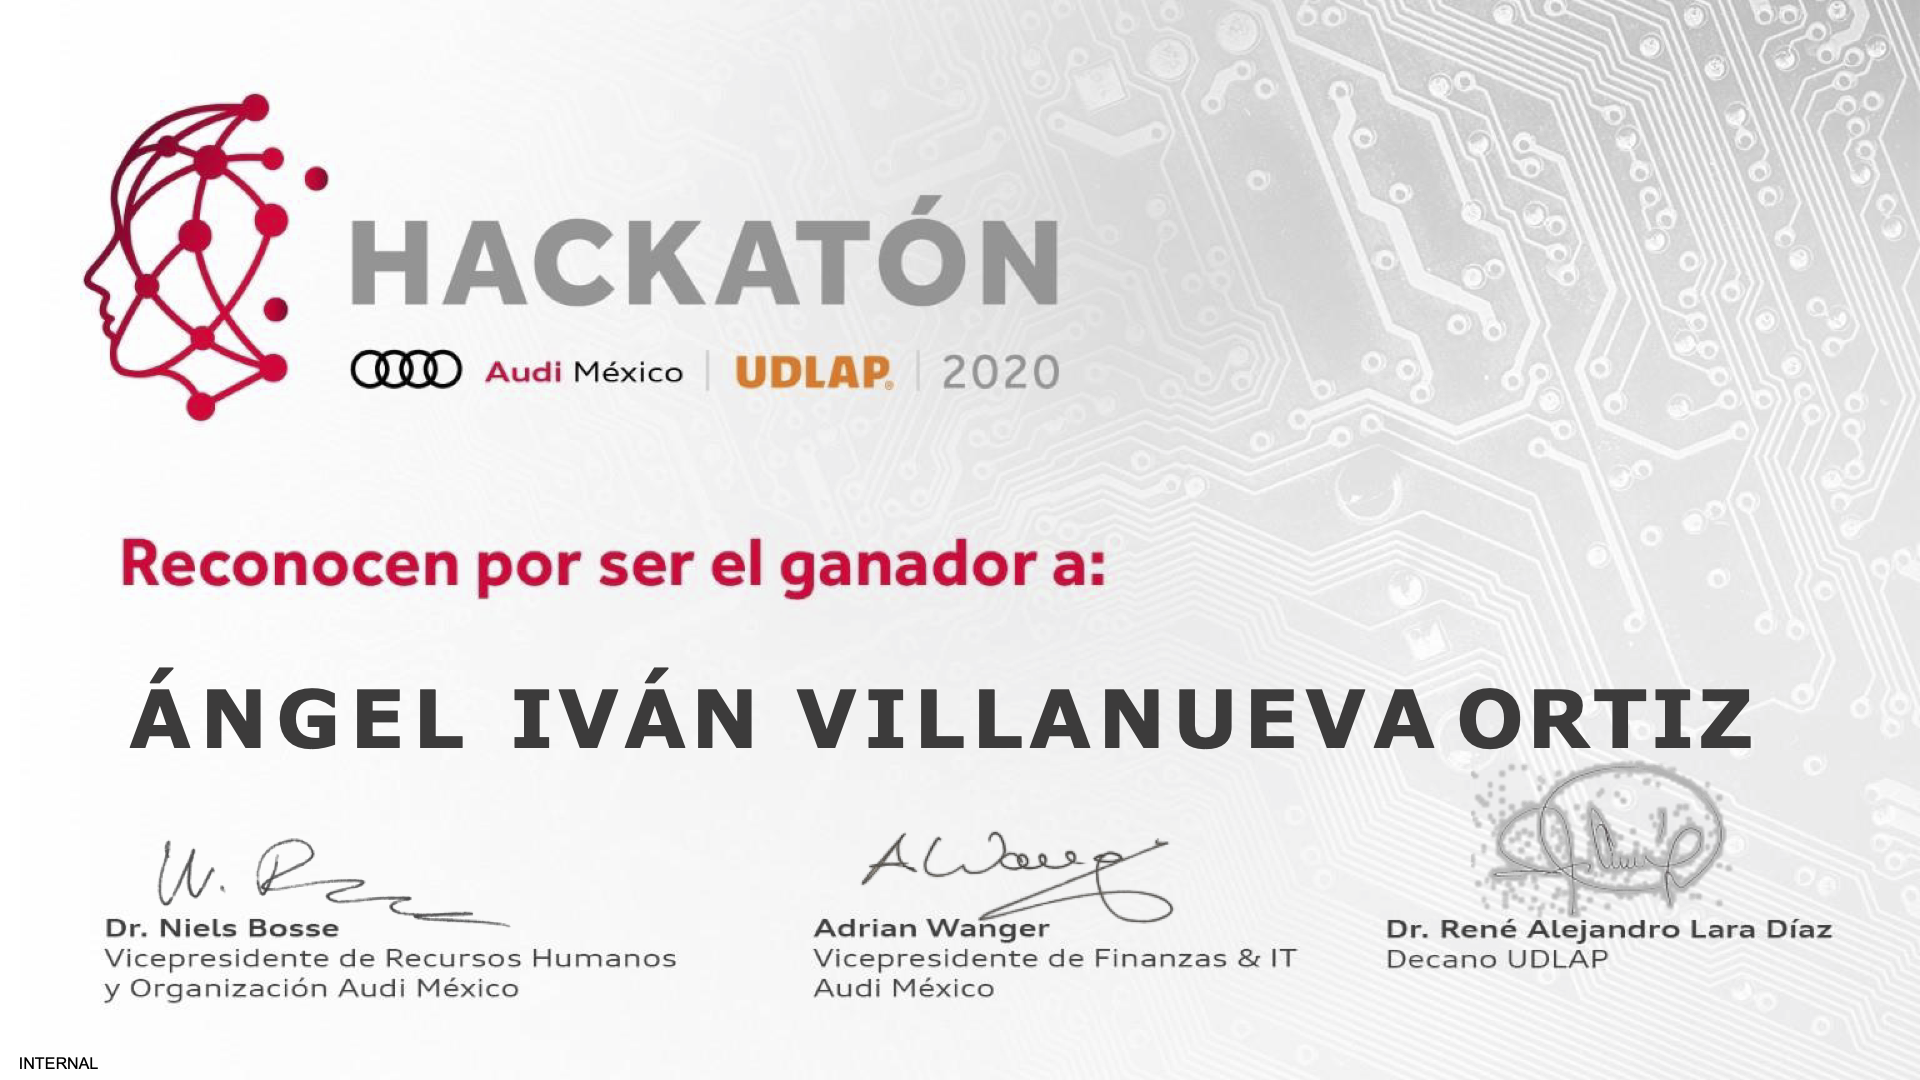 HACKATÓN
Audi México | UDLAP® | 2020
Reconocen por ser el ganador a:
ÁNGEL IVÁN VILLANUEVA ORTIZ
Dr. Niels Bosse
Vicepresidente de Recursos Humanos
y Organización Audi México
Adrian Wanger
Vicepresidente de Finanzas & IT
Audi México
Dr. René Alejandro Lara Díaz
Decano UDLAP
INTERNAL